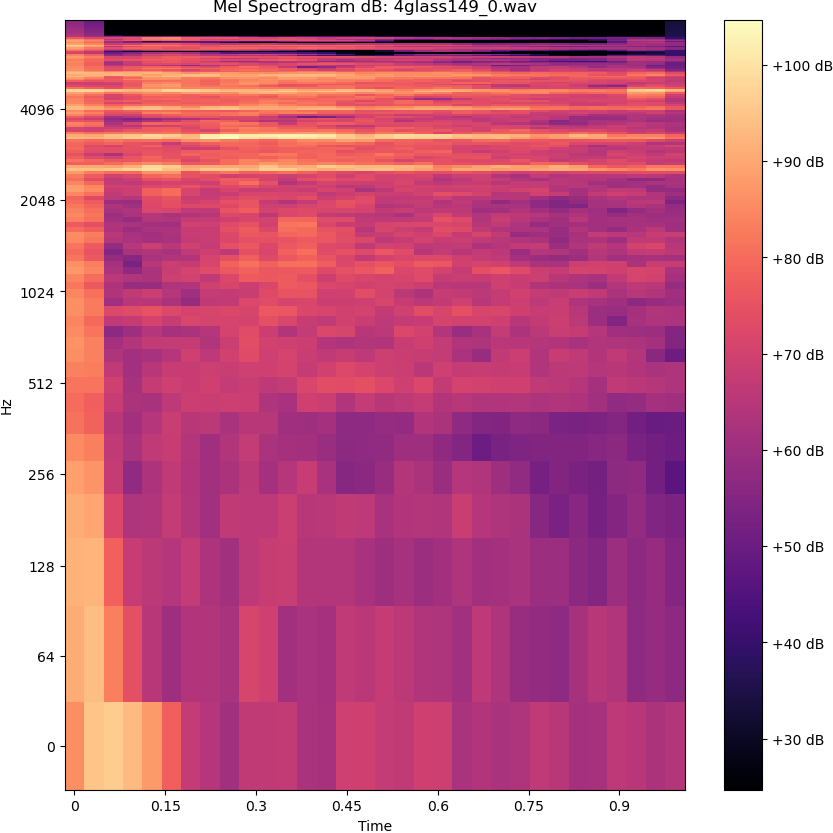 Mel Spectrogram dB: 4glass149_0.wav
+100 dB
+90 dB
+80 dB
+70 dB
+60 dB
+50 dB
+40 dB
+30 dB
4096
2048
1024
512
256
128
64
0
Hz
0 0.15 0.3 0.45 0.6 0.75 0.9
Time